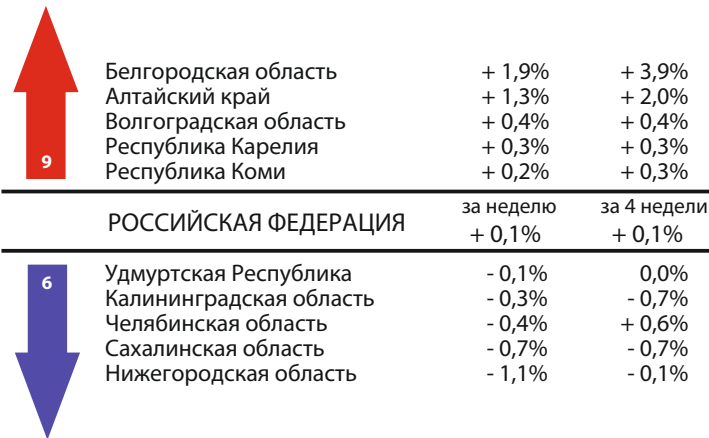 Белгородская область + 1,9% + 3,9%
Алтайский край + 1,3% + 2,0%
Волгоградская область + 0,4% + 0,4%
Республика Карелия + 0,3% + 0,3%
9 Республика Коми + 0,2% + 0,3%
за неделю за 4 недели
РОССИЙСКАЯ ФЕДЕРАЦИЯ + 0,1% + 0,1%
6 Удмуртская Республика - 0,1% 0,0%
Калининградская область - 0,3% - 0,7%
Челябинская область - 0,4% + 0,6%
Сахалинская область - 0,7% - 0,7%
Нижегородская область - 1,1% - 0,1%